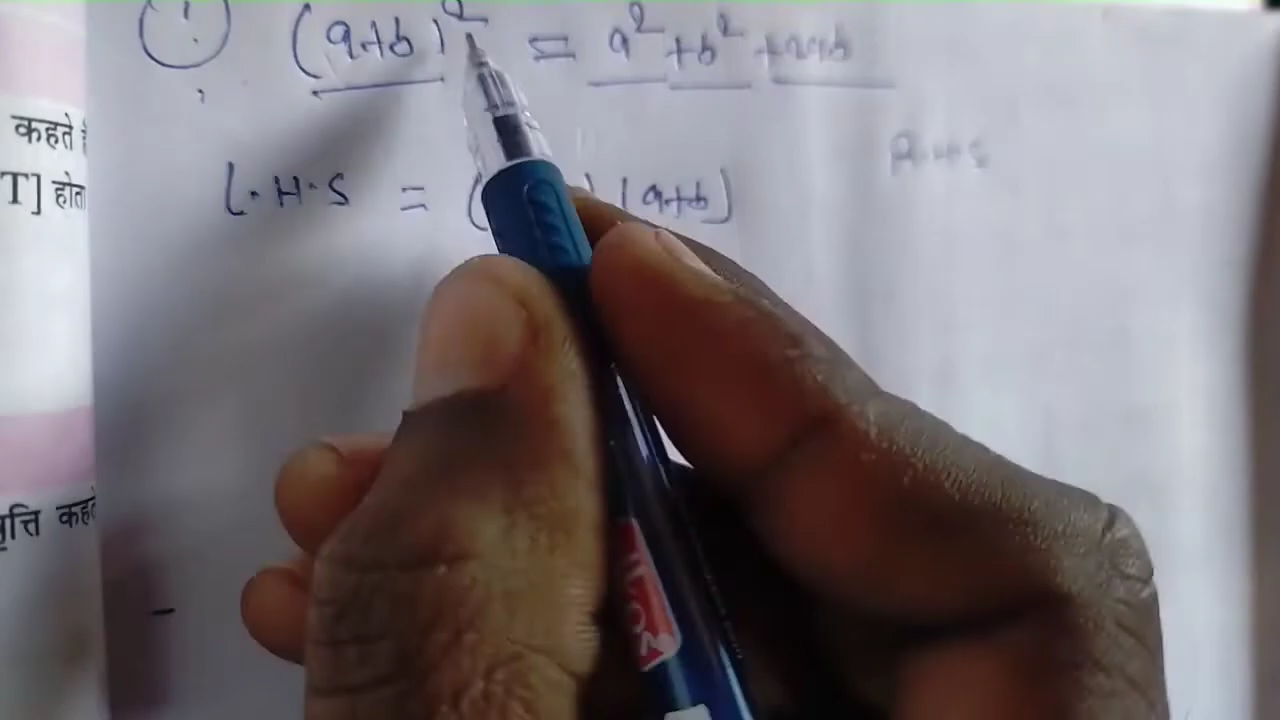 (!) (a+b)² = a²+b²+2ab
R.H.S
L.H.S = ( ) (a+b)
कहते
T] होता
वृत्ति कहते